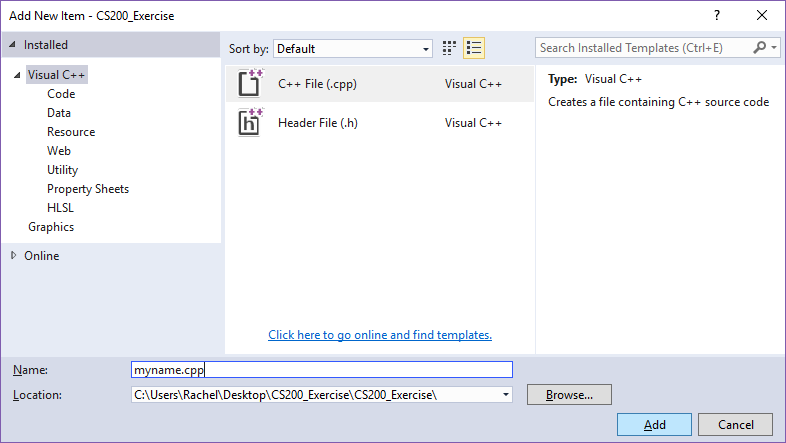 Add New Item - CS200_Exercise
?
Installed
Sort by: Default
Search Installed Templates (Ctrl+E)
Visual C++
Code
Data
Resource
Web
Utility
Property Sheets
HLSL
Graphics
Online
C++ File (.cpp) Visual C++
Header File (.h) Visual C++
Type: Visual C++
Creates a file containing C++ source code
Click here to go online and find templates.
Name: myname.cpp
Location: C:\Users\Rachel\Desktop\CS200_Exercise\CS200_Exercise\
Browse...
Add Cancel